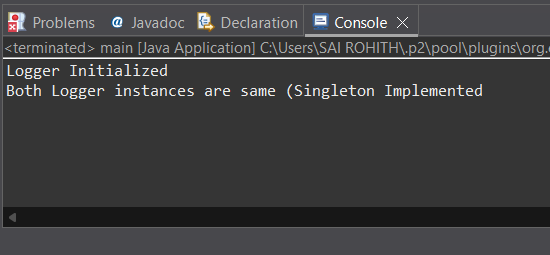 Problems @ Javadoc Declaration Console
<terminated> main [Java Application] C:\Users\SAI ROHITH\.p2\pool\plugins\org.
Logger Initialized
Both Logger instances are same (Singleton Implemented